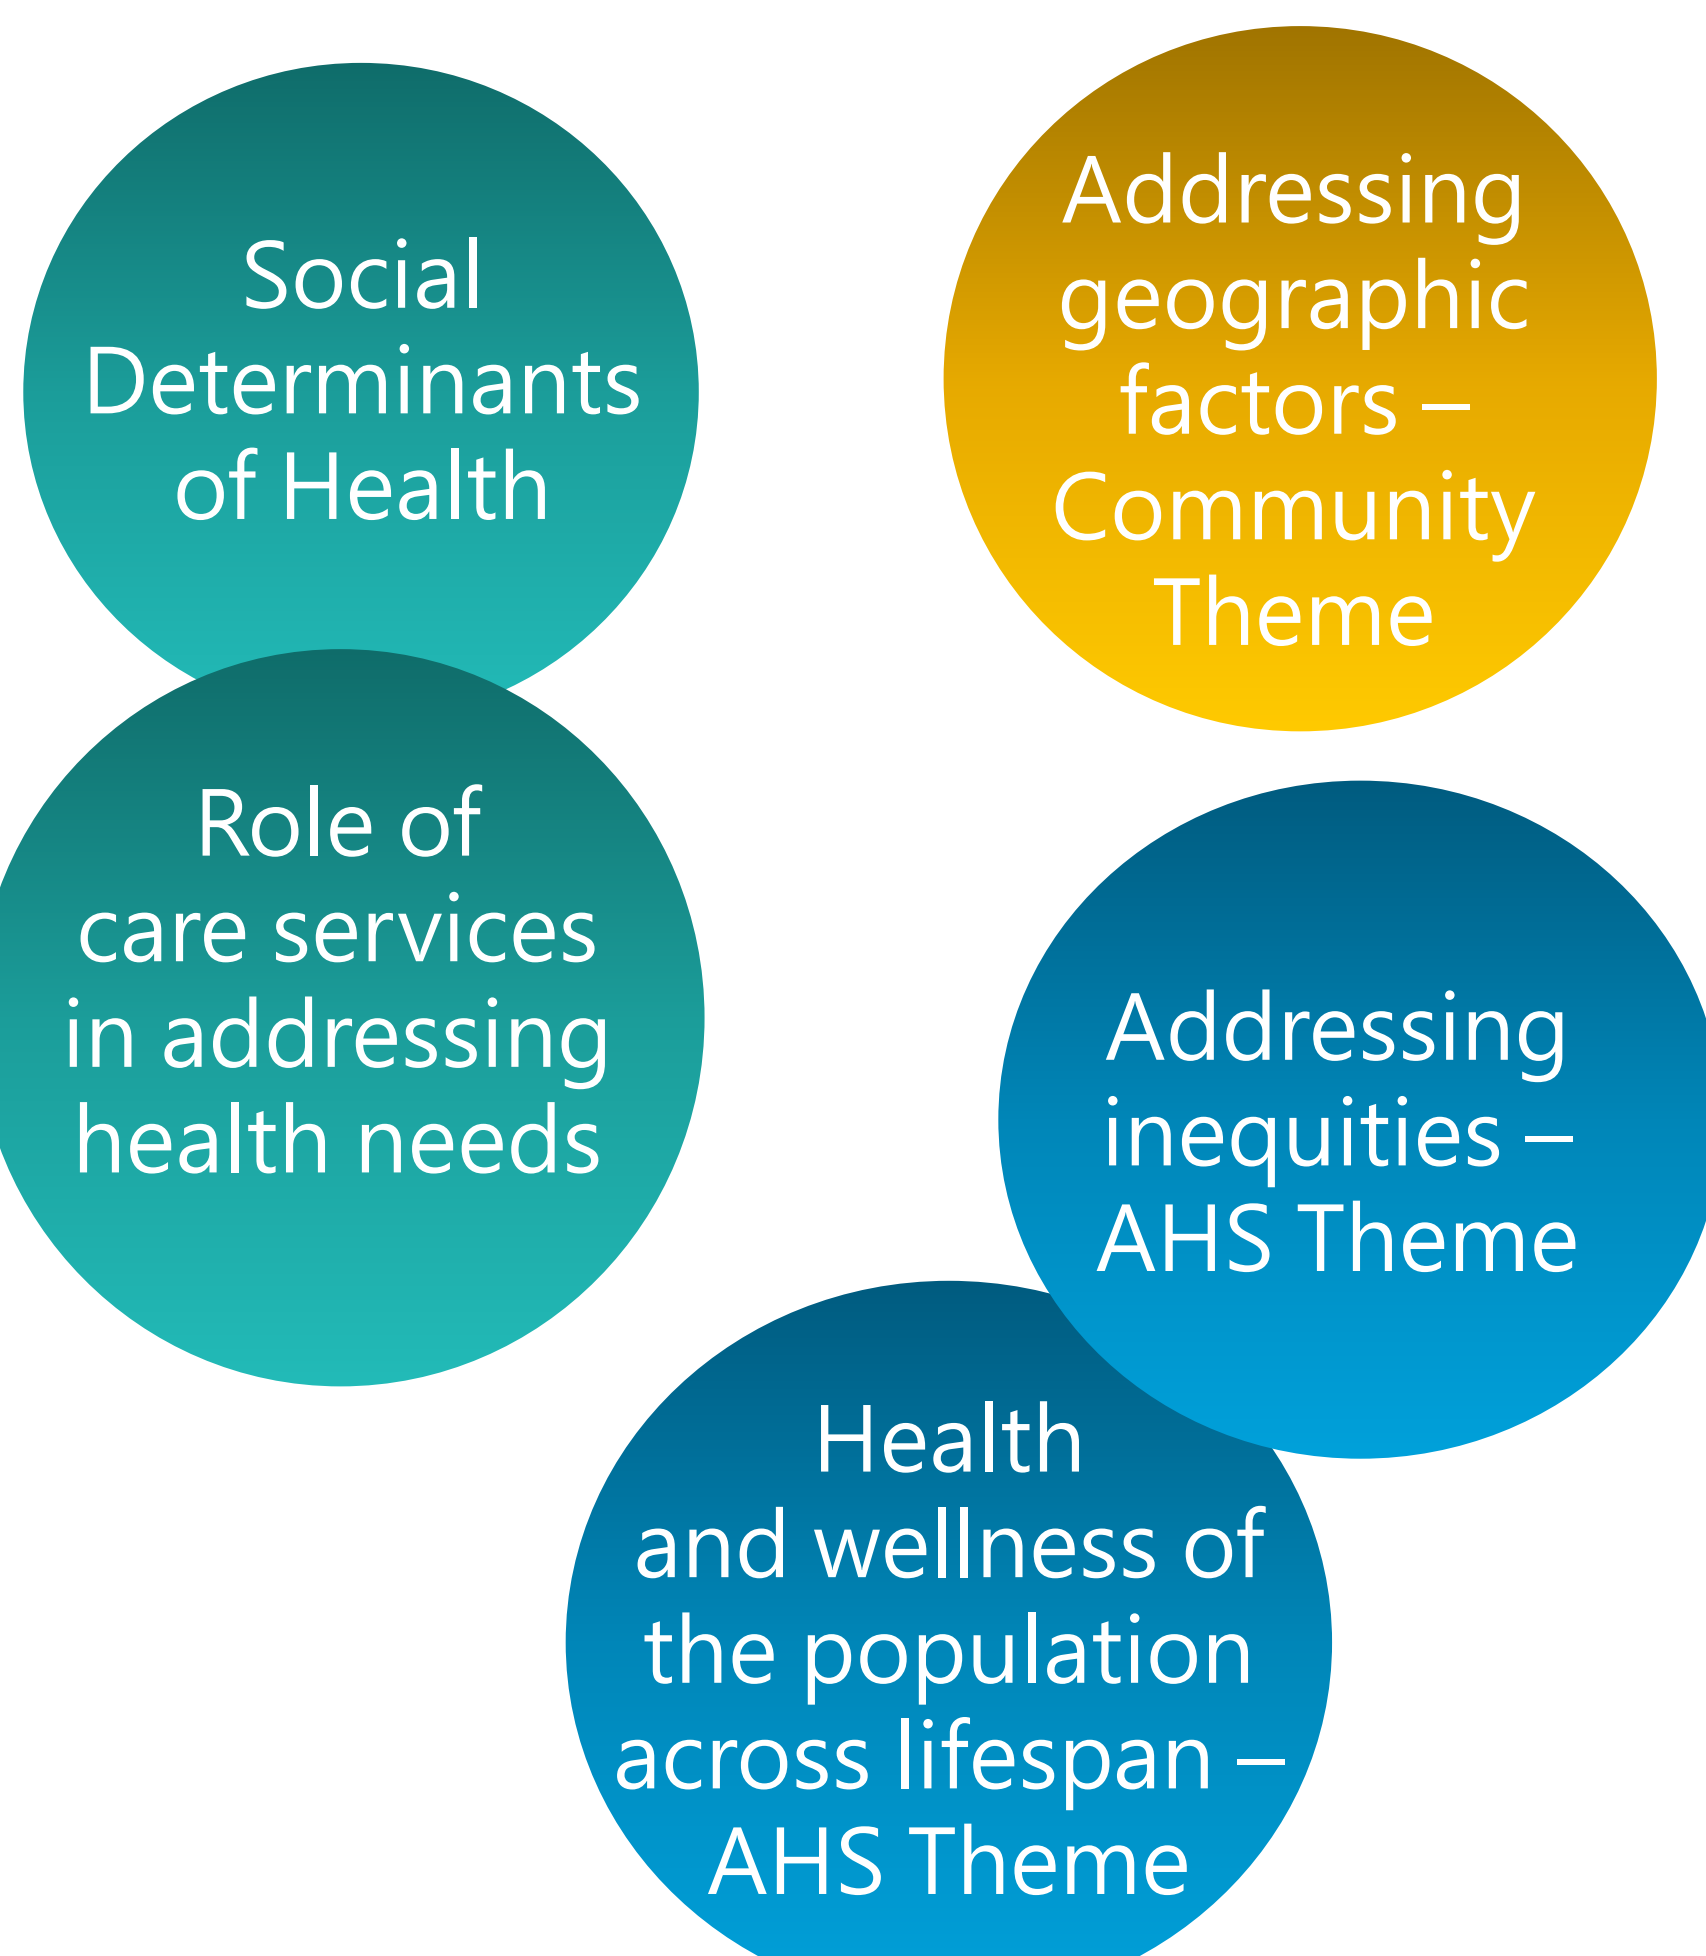 Social
Determinants
of Health
Addressing
geographic
factors –
Community
Theme
Role of
care services
in addressing
health needs
Addressing
inequities –
AHS Theme
Health
and wellness of
the population
across lifespan –
AHS Theme